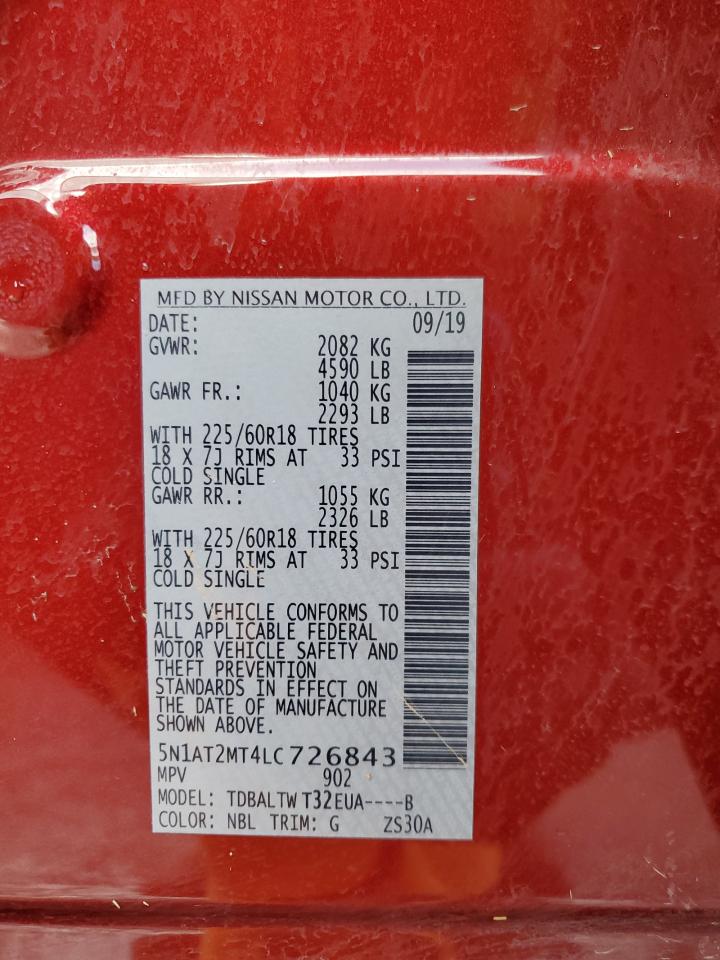 MFD BY NISSAN MOTOR CO., LTD.
DATE: 09/19
GVWR: 2082 KG
4590 LB
GAWR FR.: 1040 KG
2293 LB
WITH 225/60R18 TIRES
18 X 7J RIMS AT 33 PSI
COLD SINGLE
GAWR RR.: 1055 KG
2326 LB
WITH 225/60R18 TIRES
18 X 7J RIMS AT 33 PSI
COLD SINGLE
THIS VEHICLE CONFORMS TO
ALL APPLICABLE FEDERAL
MOTOR VEHICLE SAFETY AND
THEFT PREVENTION
STANDARDS IN EFFECT ON
THE DATE OF MANUFACTURE
SHOWN ABOVE.
5N1AT2MT4LC726843
MPV 902
MODEL: TDBALTW T32EUA----B
COLOR: NBL TRIM: G ZS30A